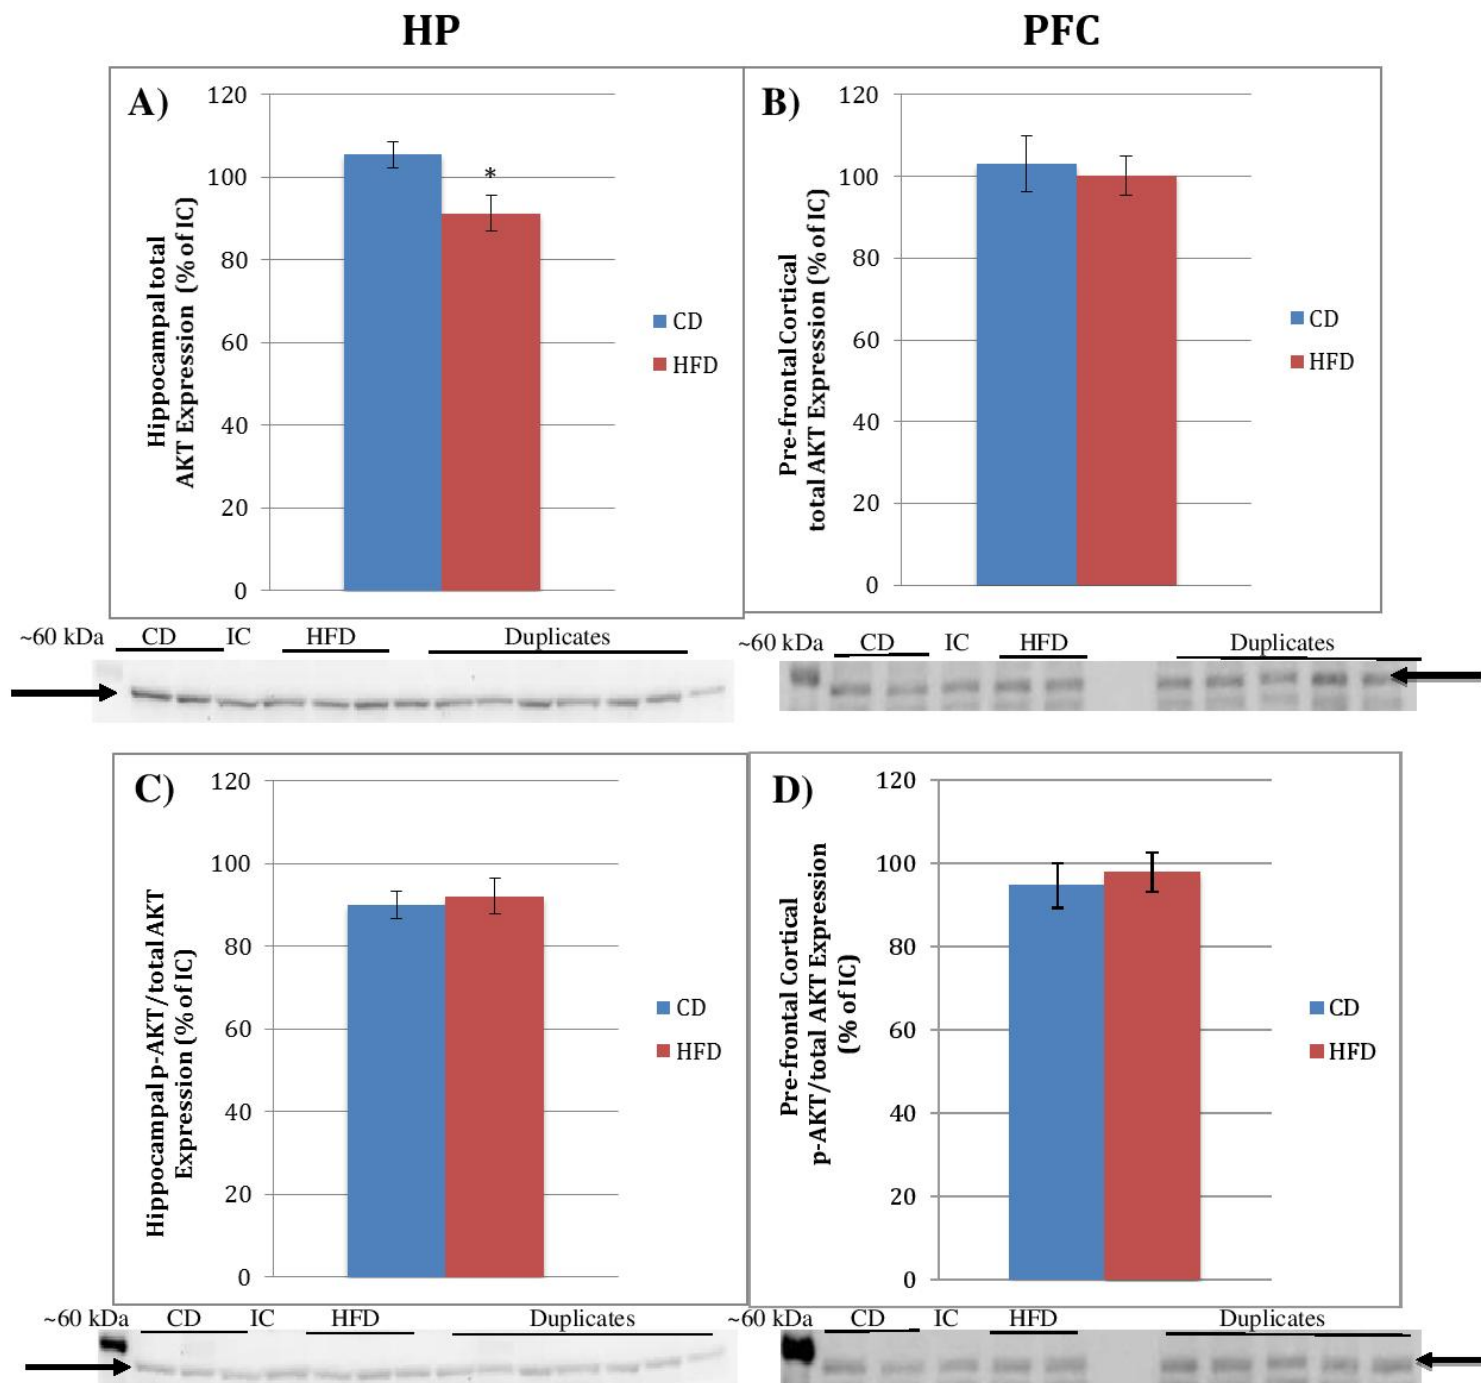 HP
PFC
A)
120
100
80
60
40
20
0
Hippocampal total
AKT Expression (% of IC)
*
CD
HFD
B)
120
100
80
60
40
20
0
Pre-frontal Cortical
total AKT Expression (% of IC)
CD
HFD
~60 kDa CD IC HFD Duplicates
~60 kDa CD IC HFD Duplicates
C)
120
100
80
60
40
20
0
Hippocampal p-AKT/total AKT
Expression (% of IC)
CD
HFD
D)
120
100
80
60
40
20
0
Pre-frontal Cortical
p-AKT/total AKT Expression
(% of IC)
CD
HFD
~60 kDa CD IC HFD Duplicates
~60 kDa CD IC HFD Duplicates